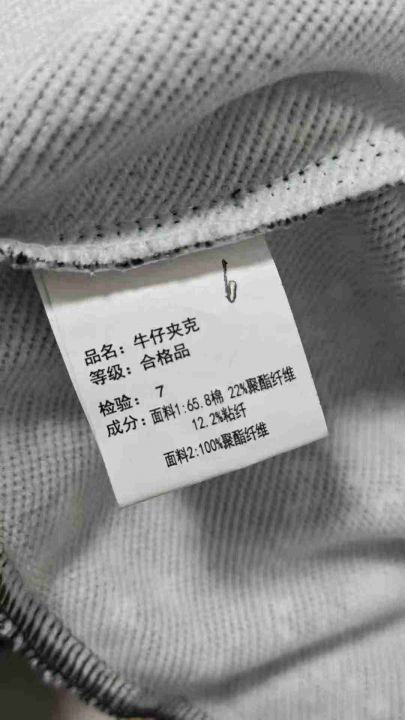 6
品名：牛仔夹克
等级：合格品
检验： 7
成分：面料1:65.8棉 22%聚酯纤维
12.2%粘纤
面料2:100%聚酯纤维